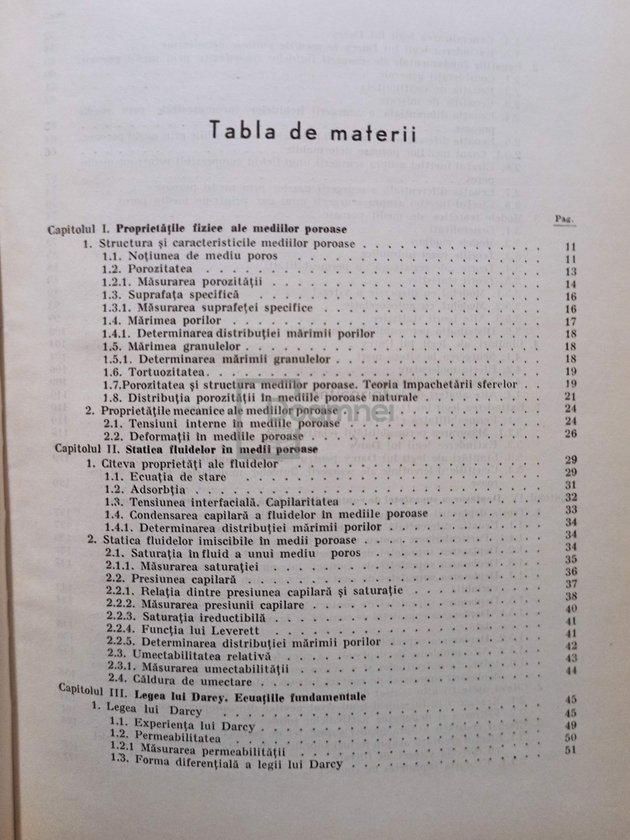 Tabla de materii
Pag.
Capitolul I. Proprietățile fizice ale mediilor poroase
1. Structura și caracteristicile mediilor poroase . . . 11
1.1. Noțiunea de mediu poros . . . 11
1.2. Porozitatea . . . 13
1.2.1. Măsurarea porozității . . . 14
1.3. Suprafața specifică . . . 16
1.3.1. Măsurarea suprafeței specifice . . . 16
1.4. Mărimea porilor . . . 17
1.4.1. Determinarea distribuției mărimii porilor . . . 18
1.5. Mărimea granulelor . . . 18
1.5.1. Determinarea mărimii granulelor . . . 18
1.6. Tortuozitatea . . . 19
1.7.Porozitatea și structura mediilor poroase. Teoria împachetării sferelor . . . 19
1.8. Distribuția porozității în mediile poroase naturale . . . 21
2. Proprietățile mecanice ale mediilor poroase . . . 24
2.1. Tensiuni interne în mediile poroase . . . 24
2.2. Deformații în mediile poroase . . . 26
Capitolul II. Statica fluidelor în medii poroase
1. Cîteva proprietăți ale fluidelor . . . 29
1.1. Ecuația de stare . . . 29
1.2. Adsorbția . . . 31
1.3. Tensiunea interfacială. Capilaritatea . . . 32
1.4. Condensarea capilară a fluidelor în mediile poroase . . . 33
1.4.1. Determinarea distribuției mărimii porilor . . . 34
2. Statica fluidelor imiscibile în medii poroase . . . 34
2.1. Saturația în fluid a unui mediu poros . . . 34
2.1.1. Măsurarea saturației . . . 35
2.2. Presiunea capilară . . . 36
2.2.1. Relația dintre presiunea capilară și saturație . . . 37
2.2.2. Măsurarea presiunii capilare . . . 38
2.2.3. Saturația ireductibilă . . . 40
2.2.4. Funcția lui Leverett . . . 41
2.2.5. Determinarea distribuției mărimii porilor . . . 41
2.3. Umectabilitatea relativă . . . 42
2.3.1. Măsurarea umectabilității . . . 43
2.4. Căldura de umectare . . . 44
Capitolul III. Legea lui Darcy. Ecuațiile fundamentale
1. Legea lui Darcy . . . 45
1.1. Experiența lui Darcy . . . 45
1.2. Permeabilitatea . . . 49
1.2.1 Măsurarea permeabilității . . . 50
1.3. Forma diferențială a legii lui Darcy . . . 51